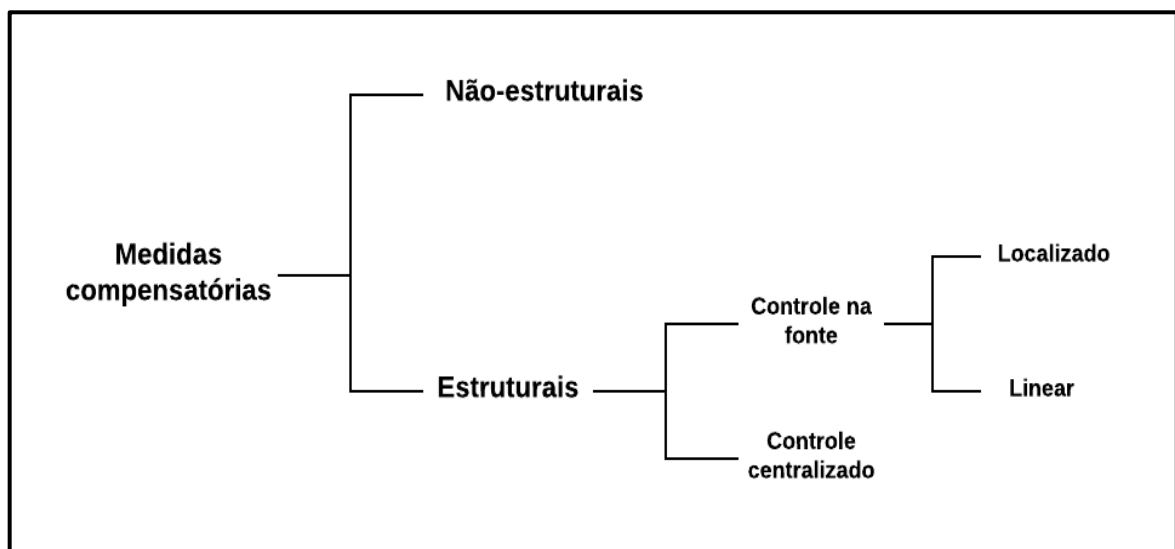 Não-estruturais
Medidas
compensatórias
Localizado
Controle na
fonte
Estruturais
Linear
Controle
centralizado